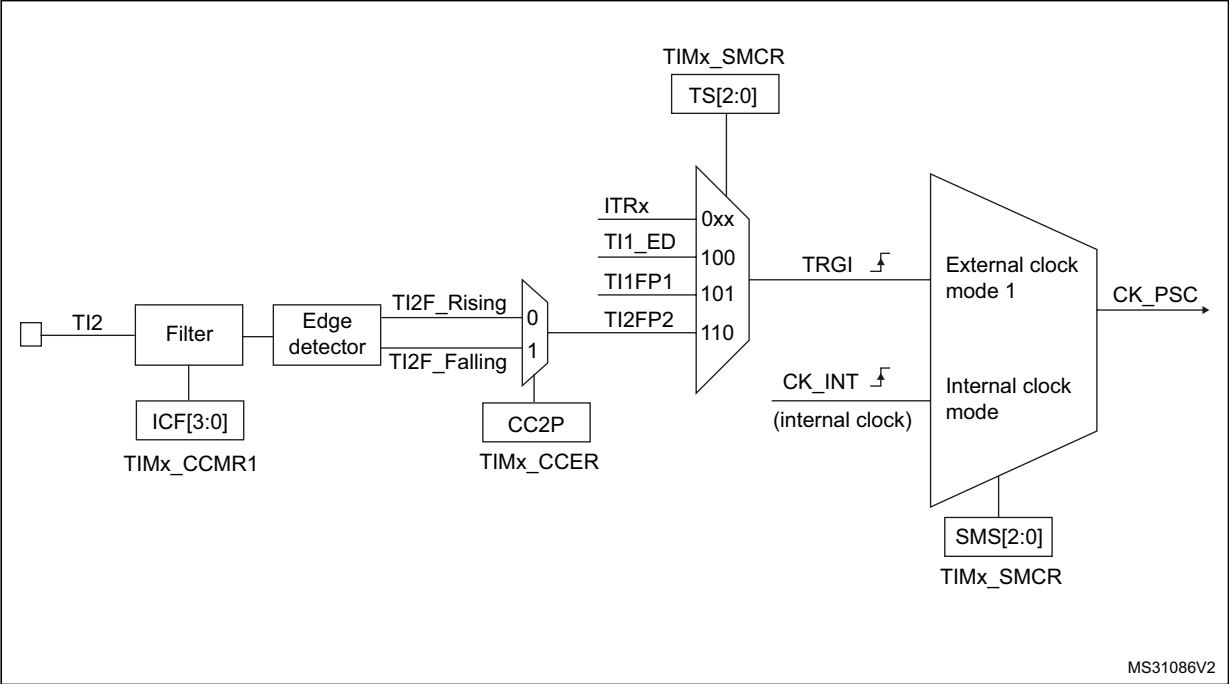 TIMx_SMCR
TS[2:0]
ITRx
0xx
TI1_ED
100
TI1FP1
101
TI2FP2
110
TRGI
External clock
mode 1
CK_PSC
TI2
Filter
Edge
detector
TI2F_Rising
0
TI2F_Falling
1
CK_INT
(internal clock)
Internal clock
mode
ICF[3:0]
TIMx_CCMR1
CC2P
TIMx_CCER
SMS[2:0]
TIMx_SMCR
MS31086V2